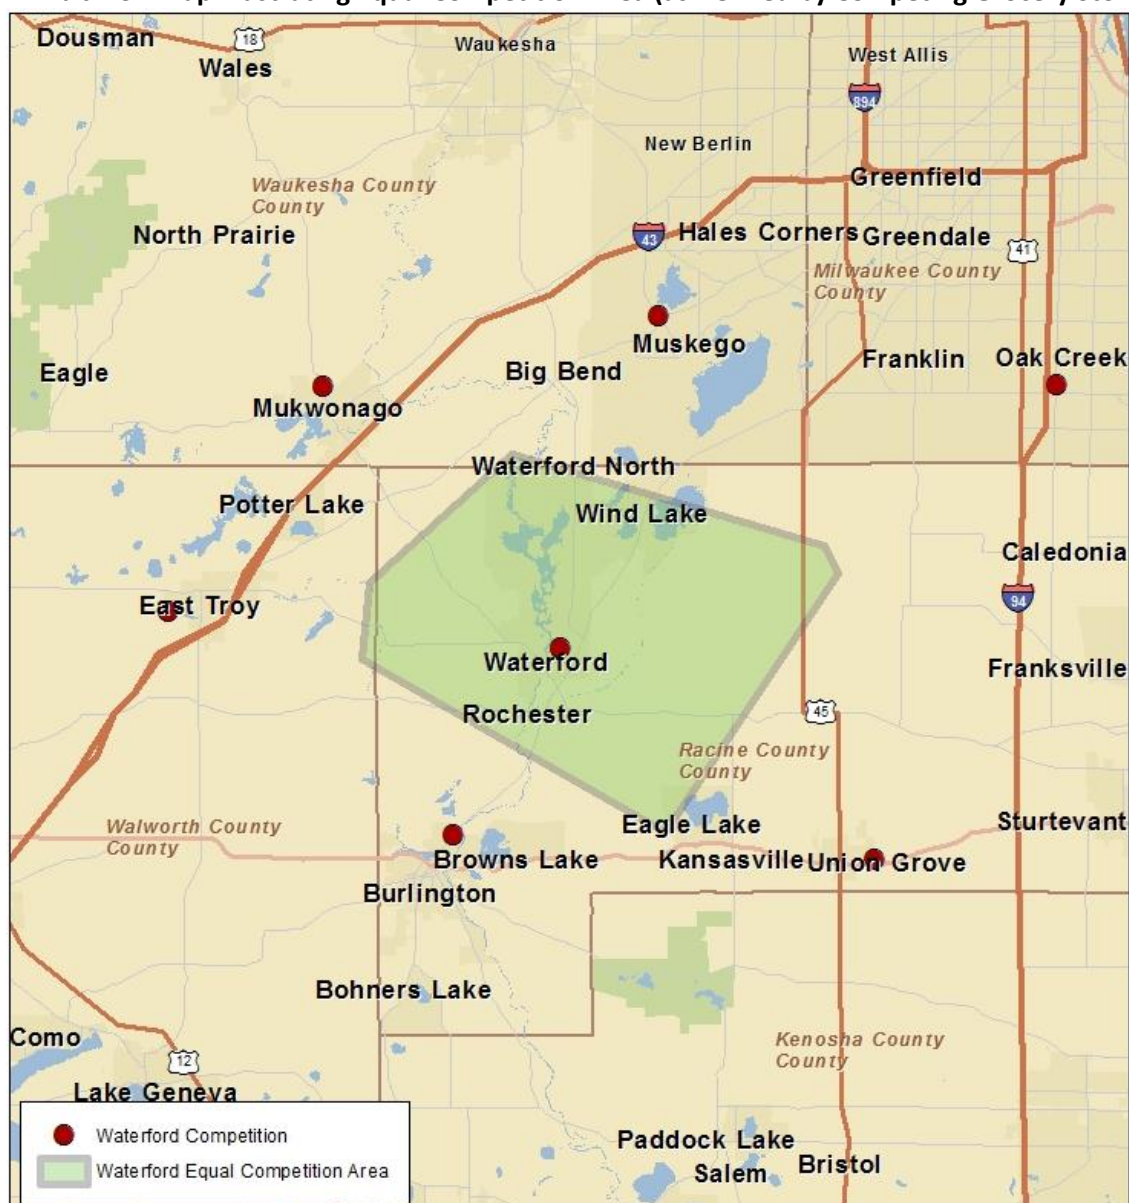 Dousman
18
Wales
Waukesha
West Allis
894
New Berlin
Greenfield
Waukesha County
County
North Prairie
43
Hales Corners
Greendale
41
Milwaukee County
County
Muskego
Franklin
Oak Creek
Eagle
Big Bend
Mukwonago
Waterford North
Potter Lake
Wind Lake
Caledonia
East Troy
94
Waterford
Franksville
Rochester
45
Racine County
County
Eagle Lake
Sturtevant
Walworth County
County
Browns Lake
Kansasville
Union Grove
Burlington
Bohners Lake
Como
Kenosha County
County
12
Lake Geneva
Waterford Competition
Waterford Equal Competition Area
Paddock Lake
Salem
Bristol